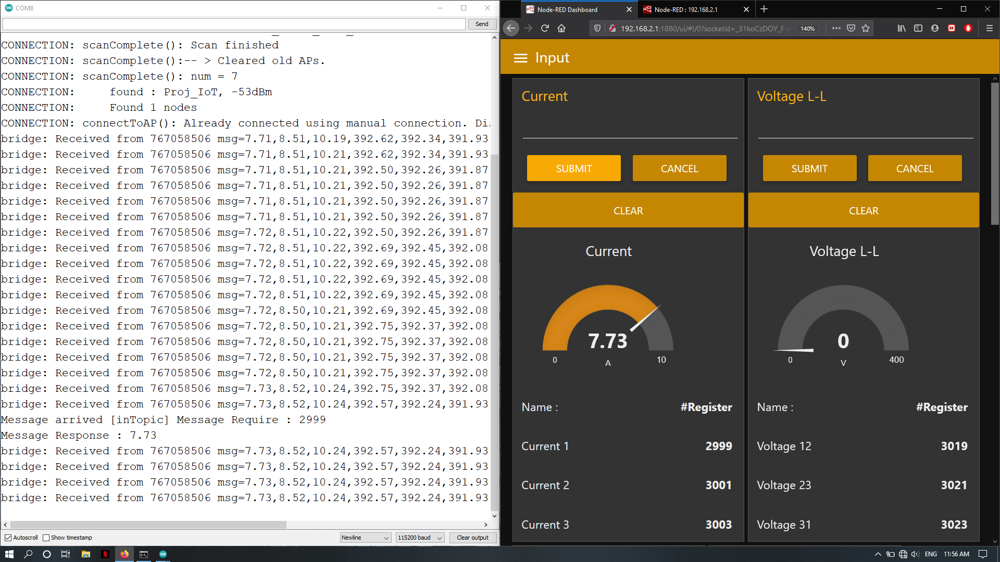 COM8
Send
CONNECTION: scanComplete(): Scan finished
CONNECTION: scanComplete():-- > Cleared old APs.
CONNECTION: scanComplete(): num = 7
CONNECTION:     found : Proj_IoT, -53dBm
CONNECTION:     Found 1 nodes
CONNECTION: connectToAP(): Already connected using manual connection.
bridge: Received from 767058506 msg=7.71,8.51,10.19,392.62,392.34,391.93
bridge: Received from 767058506 msg=7.71,8.51,10.21,392.62,392.34,391.93
bridge: Received from 767058506 msg=7.71,8.51,10.21,392.50,392.26,391.87
bridge: Received from 767058506 msg=7.71,8.51,10.21,392.50,392.26,391.87
bridge: Received from 767058506 msg=7.71,8.51,10.21,392.50,392.26,391.87
bridge: Received from 767058506 msg=7.71,8.51,10.21,392.50,392.26,391.87
bridge: Received from 767058506 msg=7.72,8.51,10.22,392.50,392.26,391.87
bridge: Received from 767058506 msg=7.72,8.51,10.22,392.69,392.45,392.08
bridge: Received from 767058506 msg=7.72,8.51,10.22,392.69,392.45,392.08
bridge: Received from 767058506 msg=7.72,8.51,10.22,392.69,392.45,392.08
bridge: Received from 767058506 msg=7.72,8.51,10.22,392.69,392.45,392.08
bridge: Received from 767058506 msg=7.72,8.50,10.21,392.69,392.45,392.08
bridge: Received from 767058506 msg=7.72,8.50,10.21,392.75,392.37,392.08
bridge: Received from 767058506 msg=7.72,8.50,10.21,392.75,392.37,392.08
bridge: Received from 767058506 msg=7.72,8.50,10.21,392.75,392.37,392.08
bridge: Received from 767058506 msg=7.72,8.50,10.21,392.75,392.37,392.08
bridge: Received from 767058506 msg=7.73,8.52,10.24,392.75,392.37,392.08
bridge: Received from 767058506 msg=7.73,8.52,10.24,392.57,392.24,391.93
Message arrived [inTopic] Message Require : 2999
Message Response : 7.73
bridge: Received from 767058506 msg=7.73,8.52,10.24,392.57,392.24,391.93
bridge: Received from 767058506 msg=7.73,8.52,10.24,392.57,392.24,391.93
bridge: Received from 767058506 msg=7.73,8.52,10.24,392.57,392.24,391.93
bridge: Received from 767058506 msg=7.73,8.52,10.24,392.57,392.24,391.93
Autoscroll Show timestamp Newline 115200 baud Clear output
Node-RED Dashboard Node-RED : 192.168.2.1
192.168.2.1:1880/ui/#!/0?socketid=_31koCzDOY_F-y 140%
Input
Current
SUBMIT CANCEL
CLEAR
Current
7.73
0 A 10
Name : #Register
Current 1 2999
Current 2 3001
Current 3 3003
Voltage L-L
SUBMIT CANCEL
CLEAR
Voltage L-L
0
0 V 400
Name : #Register
Voltage 12 3019
Voltage 23 3021
Voltage 31 3023
ENG 11:56 AM